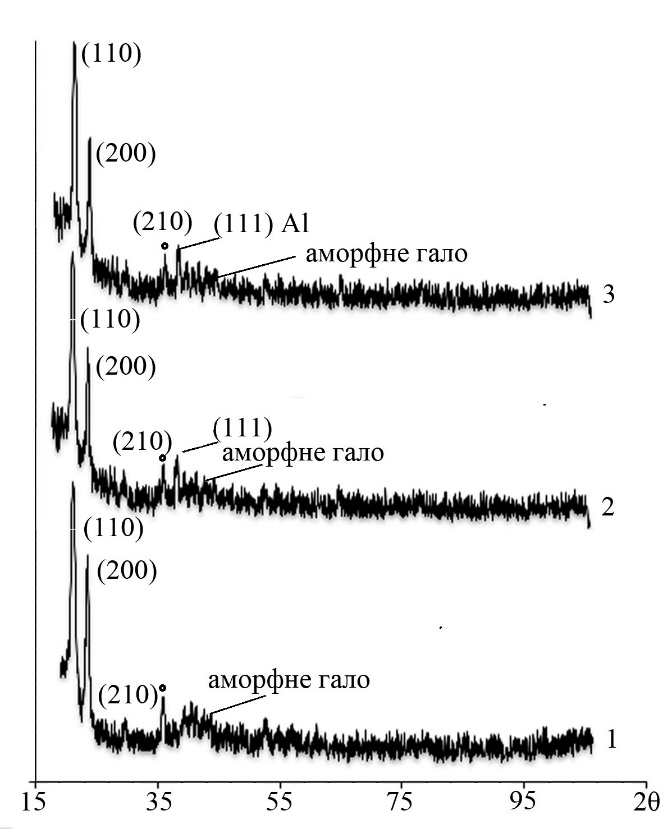 (110)
(200)
(210) (111) Al
аморфне гало
3
(110)
(200)
(210) (111)
аморфне гало
2
(110)
(200)
(210) аморфне гало
1
15 35 55 75 95 2θ